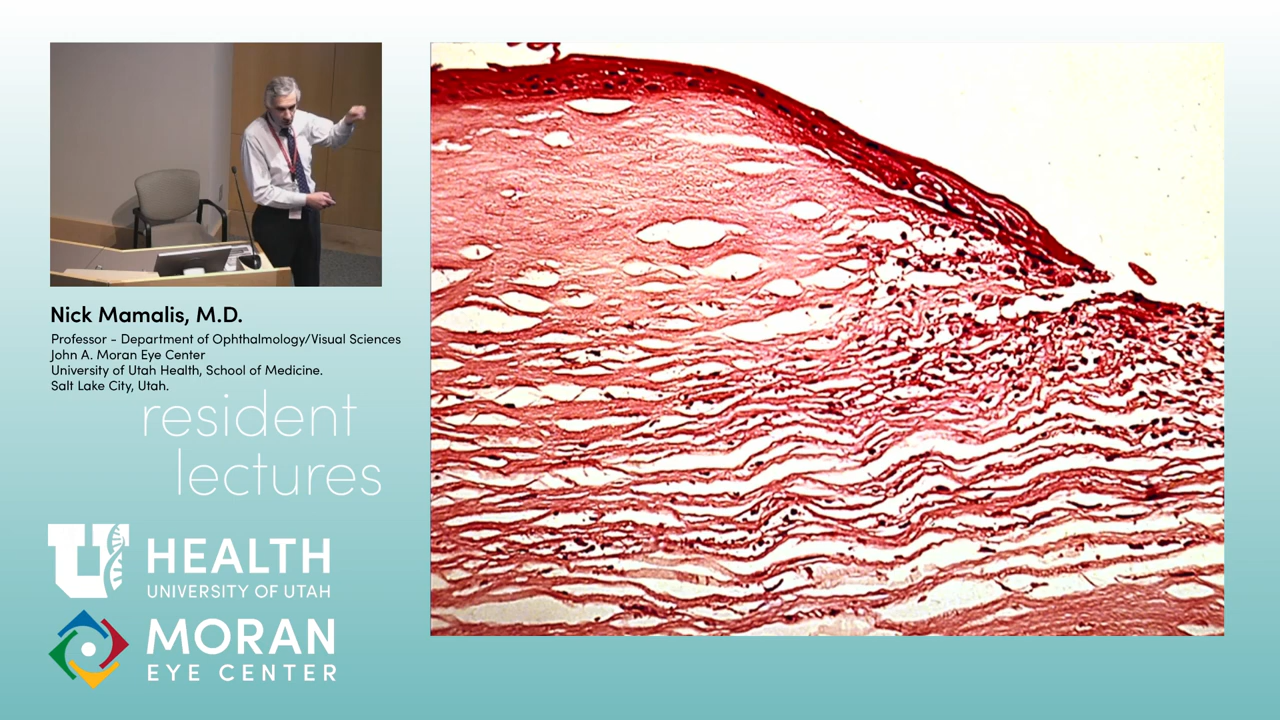 Nick Mamalis, M.D.
Professor - Department of Ophthalmology/Visual Sciences
John A. Moran Eye Center
University of Utah Health, School of Medicine.
Salt Lake City, Utah.
resident
lectures
U HEALTH
UNIVERSITY OF UTAH
MORAN
EYE CENTER